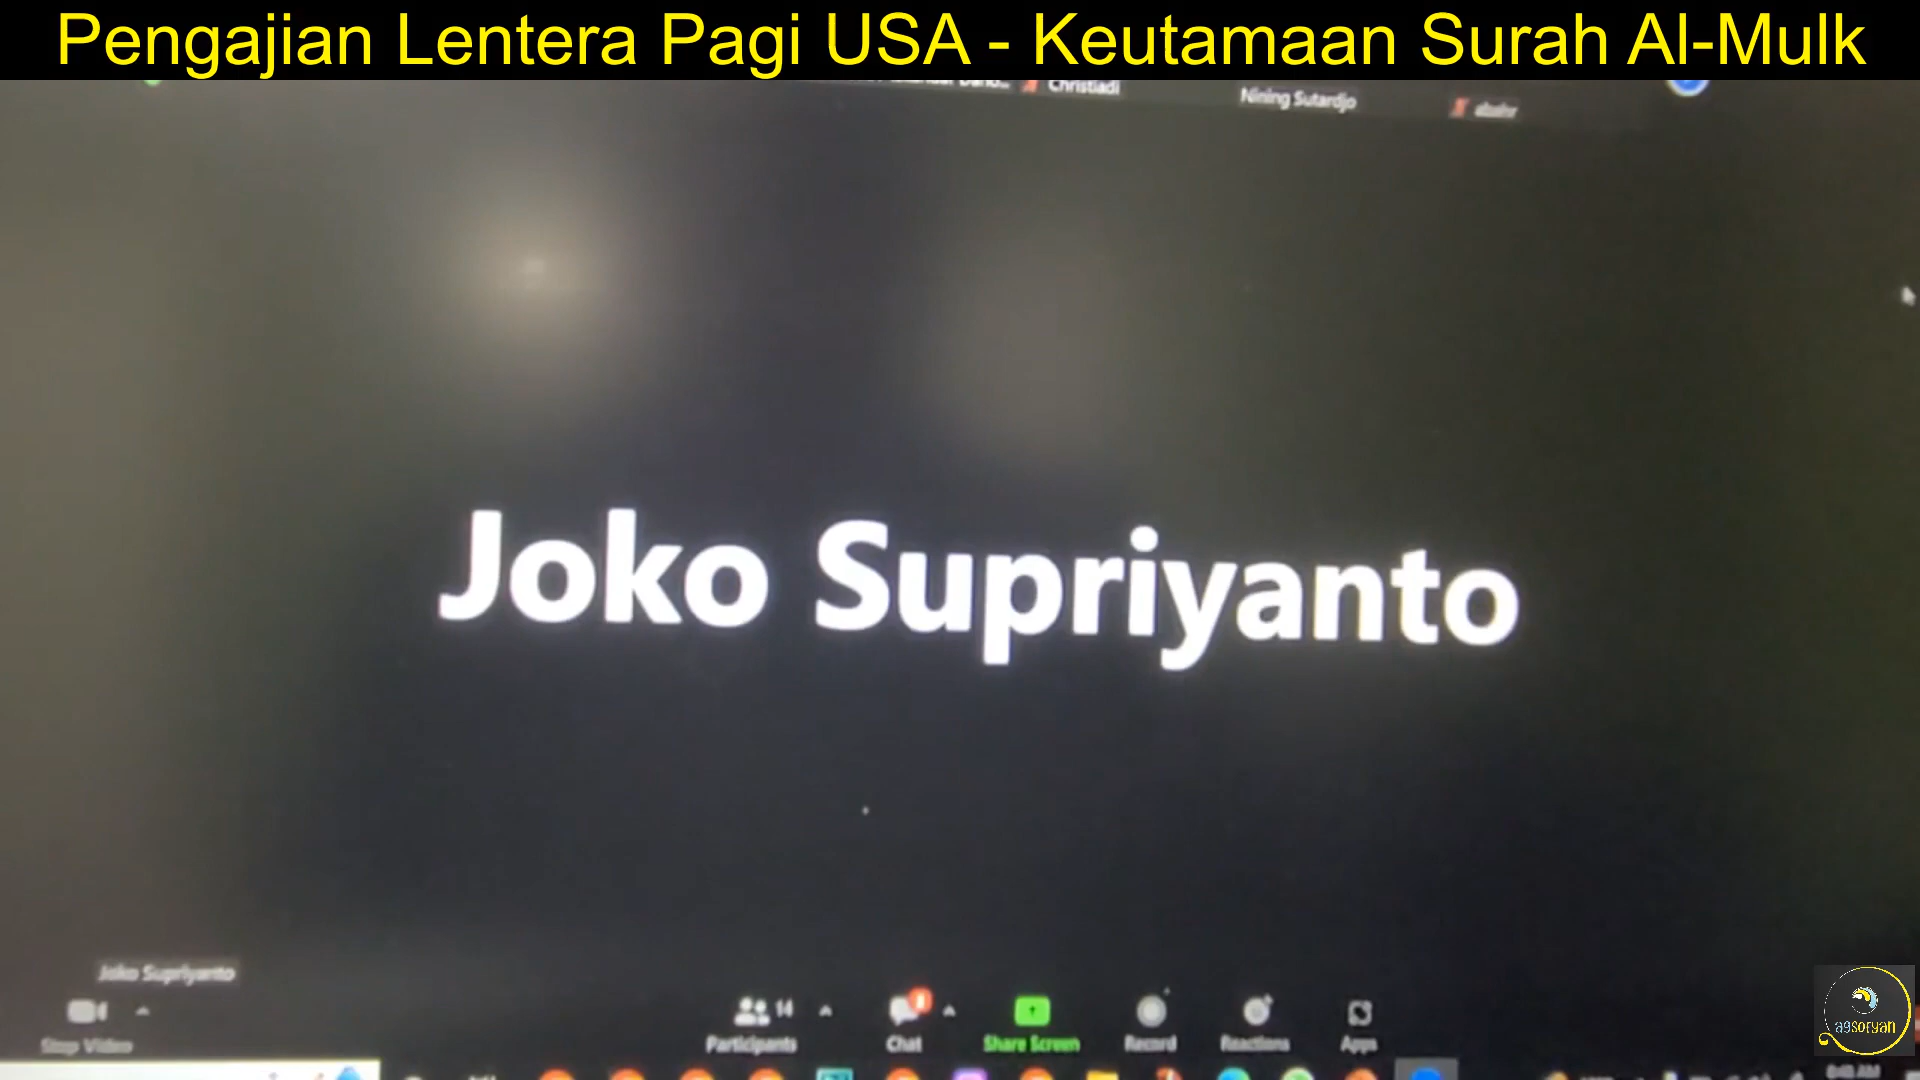 Pengajian Lentera Pagi USA - Keutamaan Surah Al-Mulk
Christiadi
Nining Sutardjo
Joko Supriyanto
Joko Supriyanto
14
Stop Video
Participants
Chat
Share Screen
Record
Reactions
Apps
agsoryan